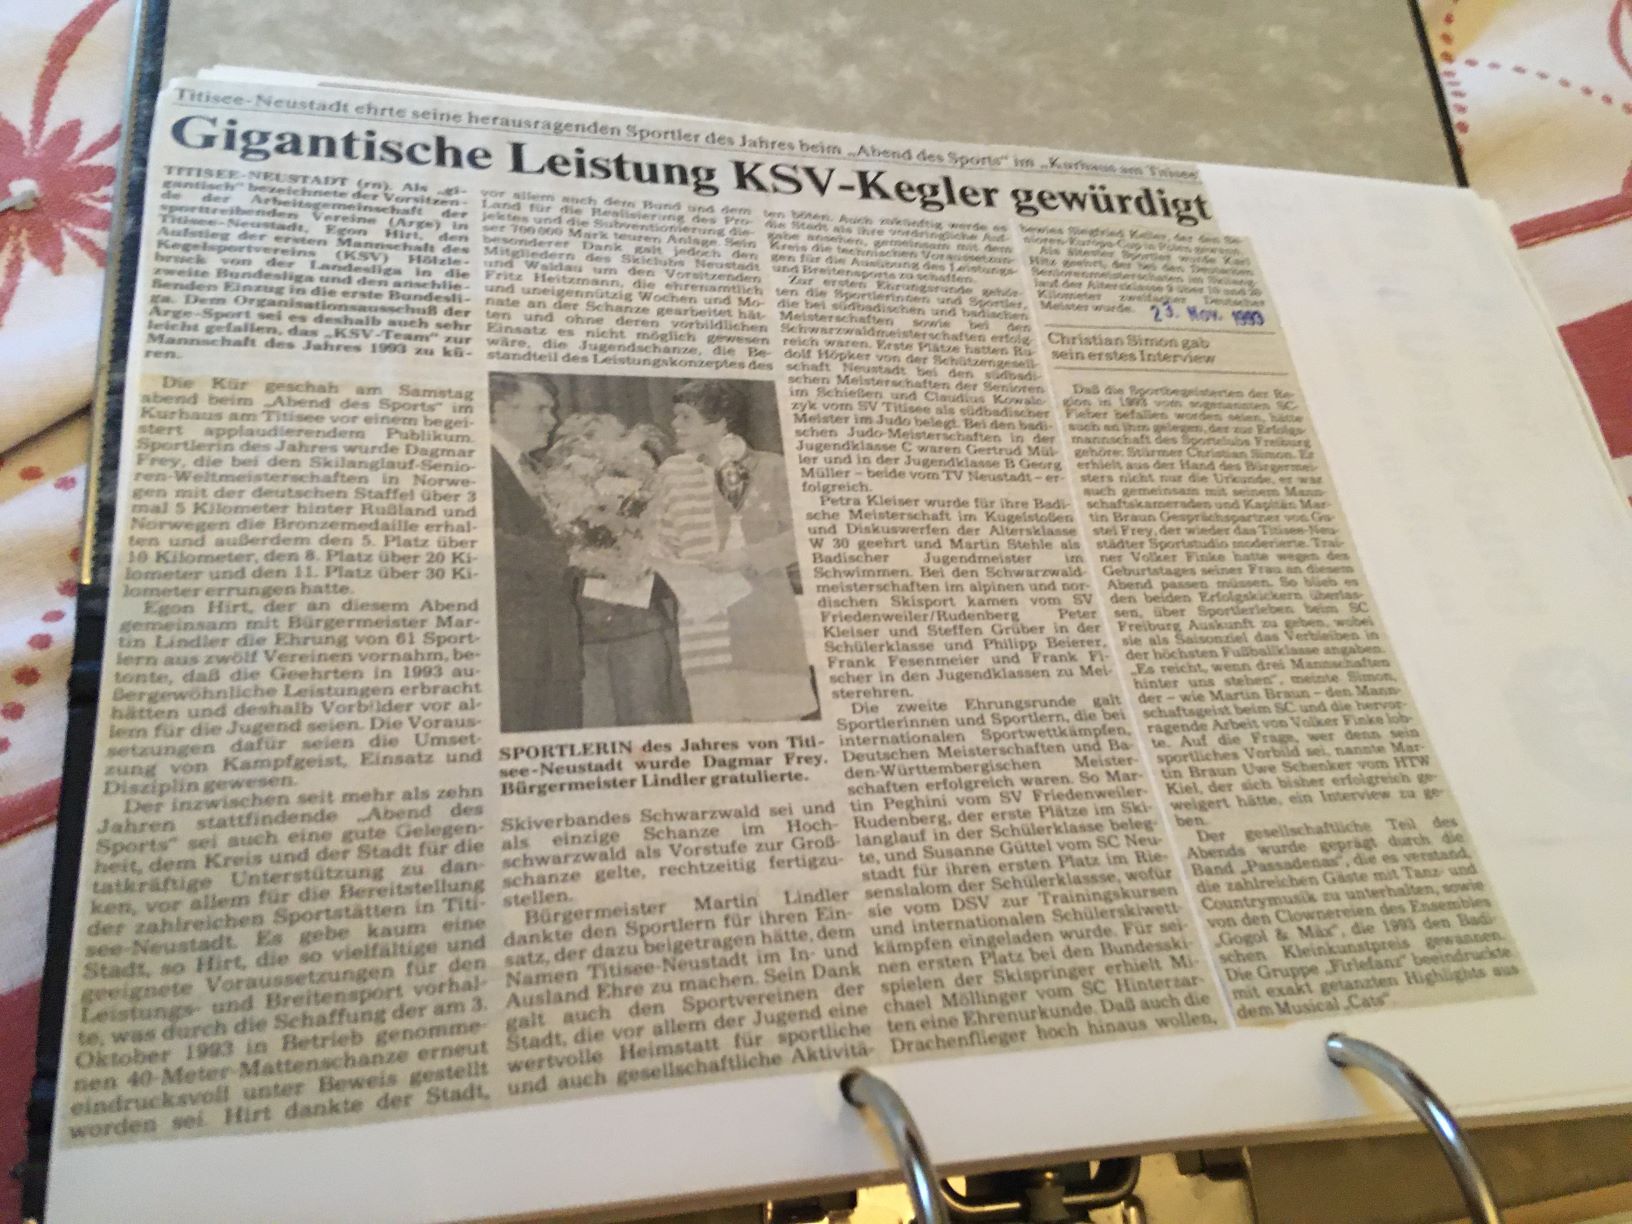 Titisee-Neustadt ehrte seine herausragenden Sportler des Jahres beim „Abend des Sports“ im „Kurhaus am Titisee“
Gigantische Leistung KSV-Kegler gewürdigt
TITISEE-NEUSTADT (rn). Als „gi-
gantisch“ bezeichnete der Vorsitzen-
de der Arbeitsgemeinschaft der
sporttreibenden Vereine (Arge) in
Titisee-Neustadt, Egon Hirt, den
Aufstieg der ersten Mannschaft des
Kegelsportvereins (KSV) Hölzle-
bruck von der Landesliga in die
zweite Bundesliga und den anschlie-
ßenden Einzug in die erste Bundesli-
ga. Dem Organisationsausschuß der
Arge-Sport sei es deshalb auch sehr
leicht gefallen, das „KSV-Team“ zur
Mannschaft des Jahres 1993 zu kü-
ren.
Die Kür geschah am Samstag
abend beim „Abend des Sports“ im
Kurhaus am Titisee vor einem begei-
stert applaudierendem Publikum.
Sportlerin des Jahres wurde Dagmar
Frey, die bei den Skilanglauf-Senio-
ren-Weltmeisterschaften in Norwe-
gen mit der deutschen Staffel über 3
mal 5 Kilometer hinter Rußland und
Norwegen die Bronzemedaille erhal-
ten und außerdem den 5. Platz über
10 Kilometer, den 8. Platz über 20 Ki-
lometer und den 11. Platz über 30 Ki-
lometer errungen hatte.
Egon Hirt, der an diesem Abend
gemeinsam mit Bürgermeister Mar-
tin Lindler die Ehrung von 61 Sport-
lern aus zwölf Vereinen vornahm, be-
tonte, daß die Geehrten in 1993 au-
ßergewöhnliche Leistungen erbracht
hätten und deshalb Vorbilder vor al-
lem für die Jugend seien. Die Voraus-
setzungen dafür seien die Umset-
zung von Kampfgeist, Einsatz und
Disziplin gewesen.
Der inzwischen seit mehr als zehn
Jahren stattfindende „Abend des
Sports“ sei auch eine gute Gelegen-
heit, dem Kreis und der Stadt für die
tatkräftige Unterstützung zu dan-
ken, vor allem für die Bereitstellung
der zahlreichen Sportstätten in Titi-
see-Neustadt. Es gebe kaum eine
Stadt, so Hirt, die so vielfältige und
geeignete Voraussetzungen für den
Leistungs- und Breitensport vorhal-
te, was durch die Schaffung der am 3.
Oktober 1993 in Betrieb genomme-
nen 40-Meter-Mattenschanze erneut
eindrucksvoll unter Beweis gestellt
worden sei. Hirt dankte der Stadt,
vor allem auch dem Bund und dem
Land für die Realisierung des Pro-
jektes und die Subventionierung die-
ser 700 000 Mark teuren Anlage. Sein
besonderer Dank galt jedoch den
Mitgliedern des Skiclubs Neustadt
und Waldau um den Vorsitzenden
Fritz Heitzmann, die ehrenamtlich
und uneigennützig Wochen und Mo-
nate an der Schanze gearbeitet hät-
ten und ohne deren vorbildlichen
Einsatz es nicht möglich gewesen
wäre, die Jugendschanze, die Be-
standteil des Leistungskonzeptes des
SPORTLERIN des Jahres von Titi-
see-Neustadt wurde Dagmar Frey.
Bürgermeister Lindler gratulierte.
Skiverbandes Schwarzwald sei und
als einzige Schanze im Hoch-
schwarzwald als Vorstufe zur Groß-
schanze gelte, rechtzeitig fertigzu-
stellen.
Bürgermeister Martin Lindler
dankte den Sportlern für ihren Ein-
satz, der dazu beigetragen hätte, dem
Namen Titisee-Neustadt im In- und
Ausland Ehre zu machen. Sein Dank
galt auch den Sportvereinen der
Stadt, die vor allem der Jugend eine
wertvolle Heimstatt für sportliche
und auch gesellschaftliche Aktivitä-
ten böten. Auch zukünftig werde es
die Stadt als ihre vordringliche Auf-
gabe ansehen, gemeinsam mit dem
Kreis die technischen Voraussetzun-
gen für die Ausübung des Leistungs-
und Breitensports zu schaffen.
Zur ersten Ehrungsrunde gehör-
ten die Sportlerinnen und Sportler,
die bei südbadischen und badischen
Meisterschaften sowie bei den
Schwarzwaldmeisterschaften erfolg-
reich waren. Erste Plätze hatten Ru-
dolf Höpker von der Schützengesell-
schaft Neustadt bei den südbadi-
schen Meisterschaften der Senioren
im Schießen und Claudius Kowalc-
zyk vom SV Titisee als südbadischer
Meister im Judo belegt. Bei den badi-
schen Judo-Meisterschaften in der
Jugendklasse C waren Gertrud Mül-
ler und in der Jugendklasse B Georg
Müller – beide vom TV Neustadt – er-
folgreich.
Petra Kleiser wurde für ihre Badi-
sche Meisterschaft im Kugelstoßen
und Diskuswerfen der Altersklasse
W 30 geehrt und Martin Stehle als
Badischer Jugendmeister im
Schwimmen. Bei den Schwarzwald-
meisterschaften im alpinen und nor-
dischen Skisport kamen vom SV
Friedenweiler/Rudenberg Peter
Kleiser und Steffen Grüber in der
Schülerklasse und Philipp Beierer,
Frank Fesenmeier und Frank Fi-
scher in den Jugendklassen zu Mei-
sterehren.
Die zweite Ehrungsrunde galt
Sportlerinnen und Sportlern, die bei
internationalen Sportwettkämpfen,
Deutschen Meisterschaften und Ba-
den-Württembergischen Meister-
schaften erfolgreich waren. So Mar-
tin Peghini vom SV Friedenweiler-
Rudenberg, der erste Plätze im Ski-
langlauf in der Schülerklasse beleg-
te, und Susanne Güttel vom SC Neu-
stadt für ihren ersten Platz im Rie-
senslalom der Schülerklassse, wofür
sie vom DSV zur Trainingskursen
und internationalen Schülerskiwett-
kämpfen eingeladen wurde. Für sei-
nen ersten Platz bei den Bundesski-
spielen der Skispringer erhielt Mi-
chael Möllinger vom SC Hinterzar-
ten eine Ehrenurkunde. Daß auch die
Drachenflieger hoch hinaus wollen,
bewies Siegfried Keller, der den Se-
nioren-Europa-Cup in Polen gewann.
Als ältester Sportler wurde Karl
Hitz geehrt, der bei den Deutschen
Seniorenmeisterschaften im Skilang-
lauf der Altersklasse 9 über 10 und 20
Kilometer zweifacher Deutscher
Meister wurde.
23. Nov. 1993
Christian Simon gab
sein erstes Interview
Daß die Sportbegeisterten der Re-
gion in 1993 vom sogenannten SC-
Fieber befallen worden seien, hätte
auch an ihm gelegen, der zur Erfolgs-
mannschaft des Sportclubs Freiburg
gehöre: Stürmer Christian Simon. Er
erhielt aus der Hand des Bürgermei-
sters nicht nur die Urkunde, er war
auch gemeinsam mit seinem Mann-
schaftskameraden und Kapitän Mar-
tin Braun Gesprächspartner von Gu-
stel Frey, der wieder das Titisee-Neu-
städter Sportstudio moderierte. Trai-
ner Volker Finke hatte wegen des
Geburtstages seiner Frau an diesem
Abend passen müssen. So blieb es
den beiden Erfolgskickern überlas-
sen, über Sportlerleben beim SC
Freiburg Auskunft zu geben, wobei
sie als Saisonziel das Verbleiben in
der höchsten Fußballklasse angaben.
„Es reicht, wenn drei Mannschaften
hinter uns stehen“, meinte Simon,
der – wie Martin Braun – den Mann-
schaftsgeist beim SC und die hervor-
ragende Arbeit von Volker Finke lob-
te. Auf die Frage, wer denn sein
sportliches Vorbild sei, nannte Mar-
tin Braun Uwe Schenker vom HTW
Kiel, der sich bisher erfolgreich ge-
weigert hätte, ein Interview zu ge-
ben.
Der gesellschaftliche Teil des
Abends wurde geprägt durch die
Band „Passadenas“, die es verstand,
die zahlreichen Gäste mit Tanz- und
Countrymusik zu unterhalten, sowie
von den Clownereien des Ensembles
„Gogol & Mäx“, die 1993 den Badi-
schen Kleinkunstpreis gewannen.
Die Gruppe „Firlefanz“ beeindruckte
mit exakt getanzten Highlights aus
dem Musical „Cats“.